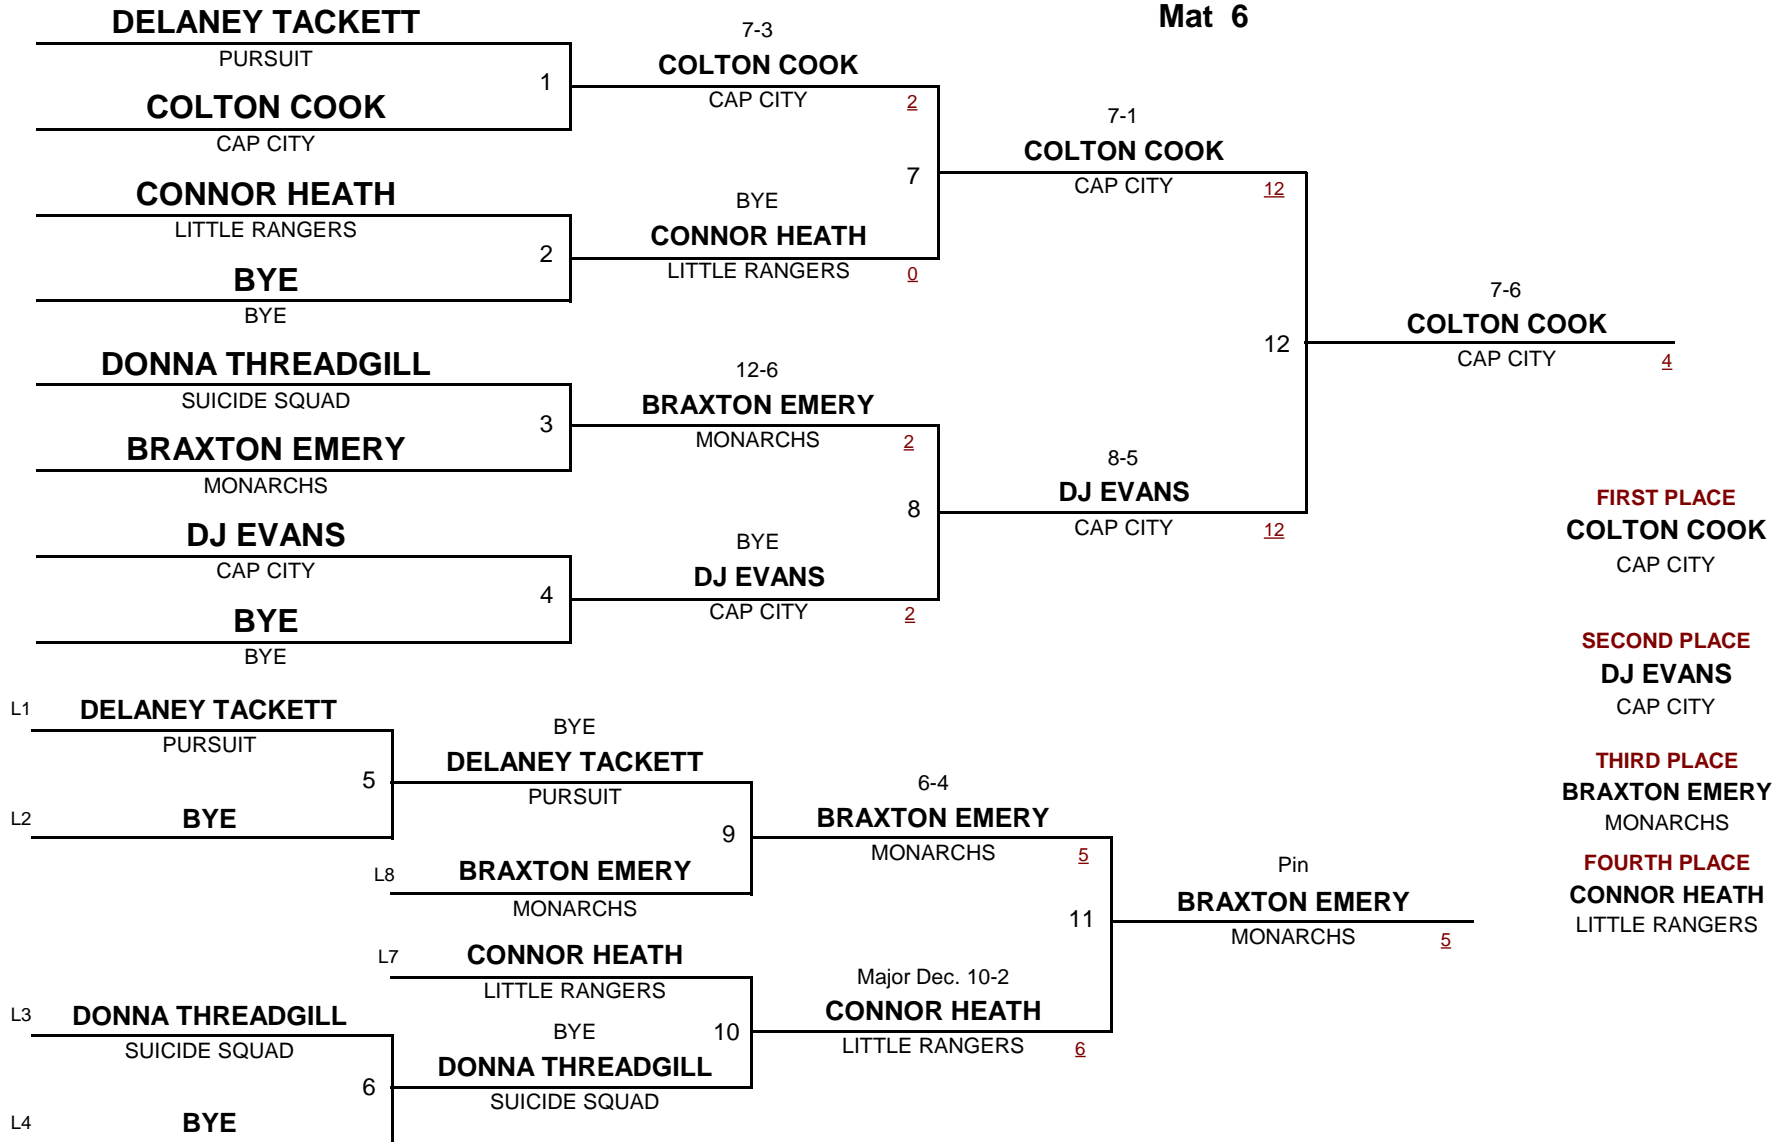 Mat 6
DELANEY TACKETT
PURSUIT
1
COLTON COOK
CAP CITY
CONNOR HEATH
LITTLE RANGERS
2
BYE
BYE
DONNA THREADGILL
SUICIDE SQUAD
3
BRAXTON EMERY
MONARCHS
DJ EVANS
CAP CITY
4
BYE
BYE
7-3
COLTON COOK
CAP CITY 2
7
BYE
CONNOR HEATH
LITTLE RANGERS 0
12-6
BRAXTON EMERY
MONARCHS 2
8
BYE
DJ EVANS
CAP CITY 2
7-1
COLTON COOK
CAP CITY 12
12
8-5
DJ EVANS
CAP CITY 12
7-6
COLTON COOK
CAP CITY 4
FIRST PLACE
COLTON COOK
CAP CITY
SECOND PLACE
DJ EVANS
CAP CITY
THIRD PLACE
BRAXTON EMERY
MONARCHS
FOURTH PLACE
CONNOR HEATH
LITTLE RANGERS
L1 DELANEY TACKETT
PURSUIT
5
L2 BYE
L3 DONNA THREADGILL
SUICIDE SQUAD
6
L4 BYE
BYE
DELANEY TACKETT
PURSUIT
9
L8 BRAXTON EMERY
MONARCHS
L7 CONNOR HEATH
LITTLE RANGERS
BYE 10
DONNA THREADGILL
SUICIDE SQUAD
6-4
BRAXTON EMERY
MONARCHS 5
11
Major Dec. 10-2
CONNOR HEATH
LITTLE RANGERS 6
Pin
BRAXTON EMERY
MONARCHS 5